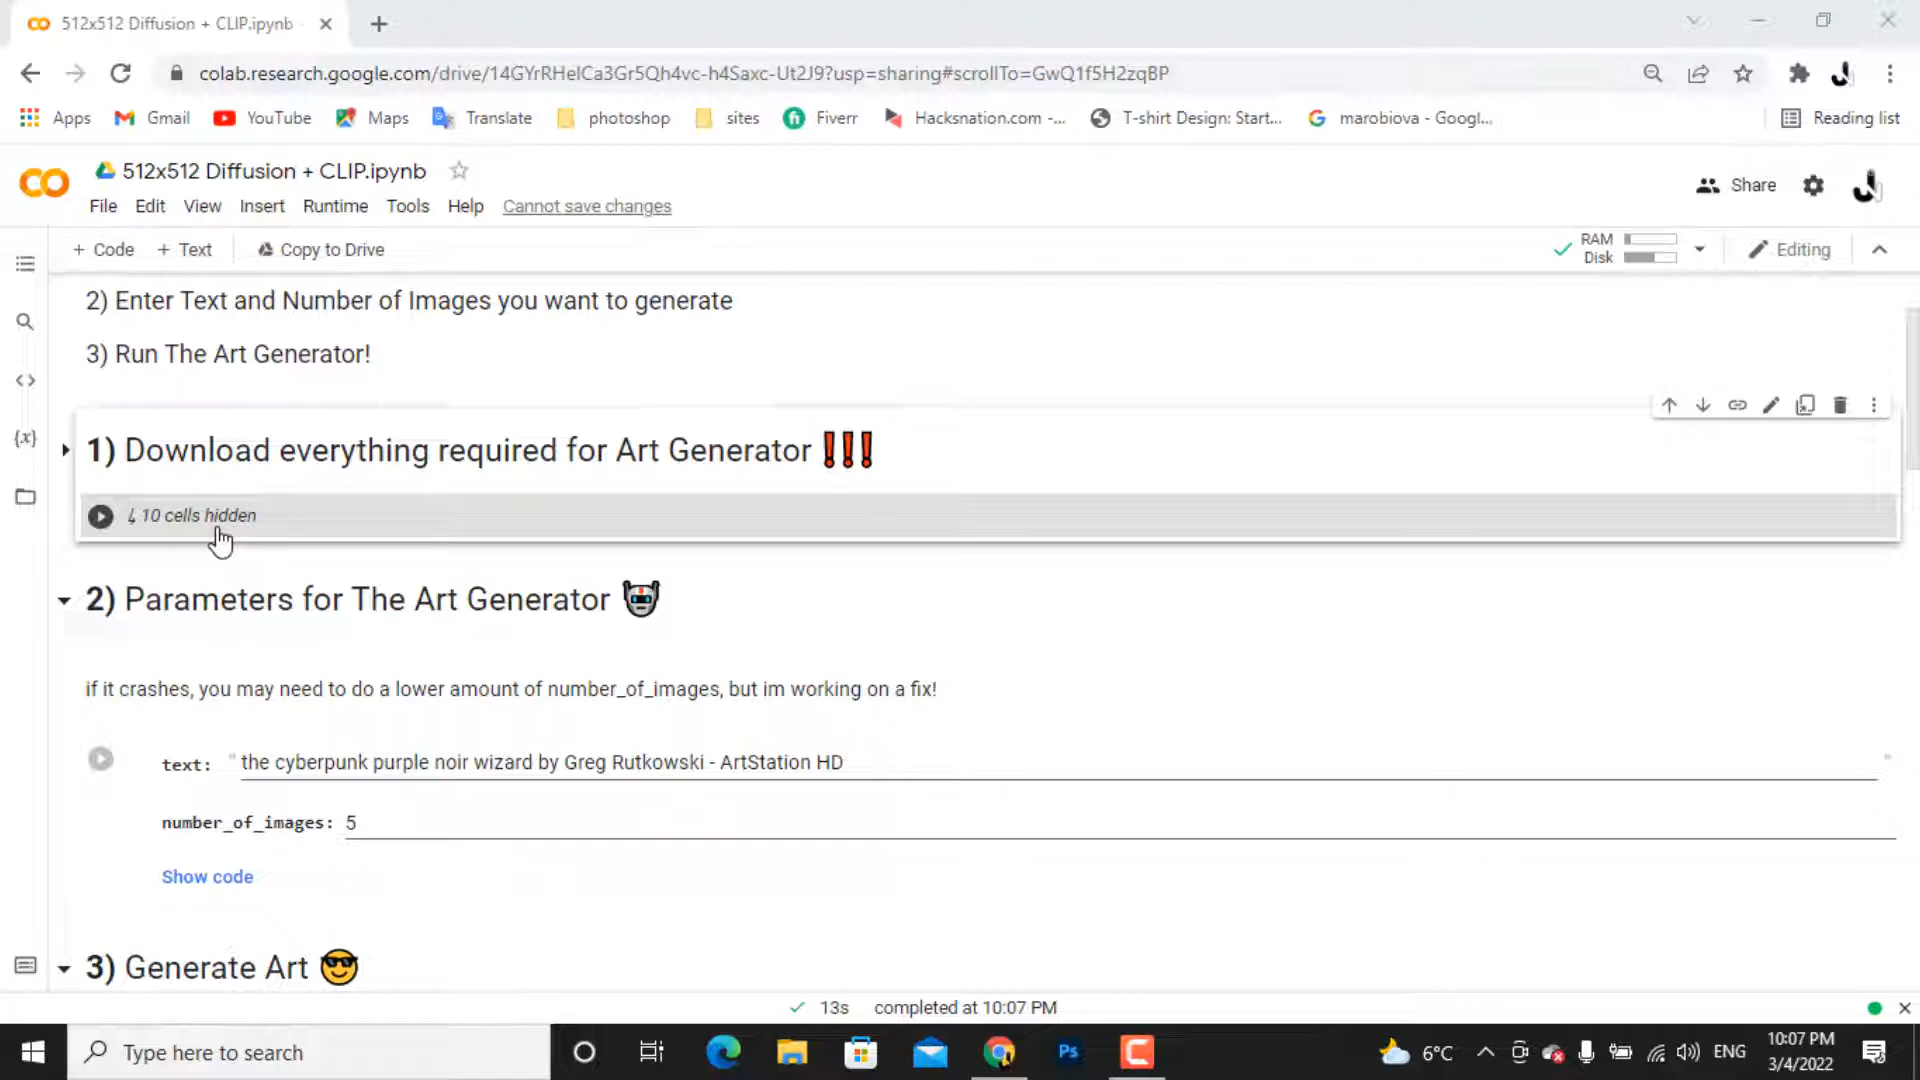 512x512 Diffusion + CLIP.ipynb
colab.research.google.com/drive/14GYrRHelCa3Gr5Qh4vc-h4Saxc-Ut2J9?usp=sharing#scrollTo=GwQ1f5H2zqBP
Apps Gmail YouTube Maps Translate photoshop sites Fiverr Hacksnation.com -... T-shirt Design: Start... marobiova - Googl... Reading list
512x512 Diffusion + CLIP.ipynb
Share
File Edit View Insert Runtime Tools Help Cannot save changes
+ Code + Text Copy to Drive RAM Disk Editing
2) Enter Text and Number of Images you want to generate
3) Run The Art Generator!
1) Download everything required for Art Generator ❗❗❗
↳ 10 cells hidden
2) Parameters for The Art Generator 🤖
if it crashes, you may need to do a lower amount of number_of_images, but im working on a fix!
text: " the cyberpunk purple noir wizard by Greg Rutkowski - ArtStation HD "
number_of_images: 5
Show code
3) Generate Art 😎
13s completed at 10:07 PM
Type here to search Ps 6°C ENG 10:07 PM
3/4/2022